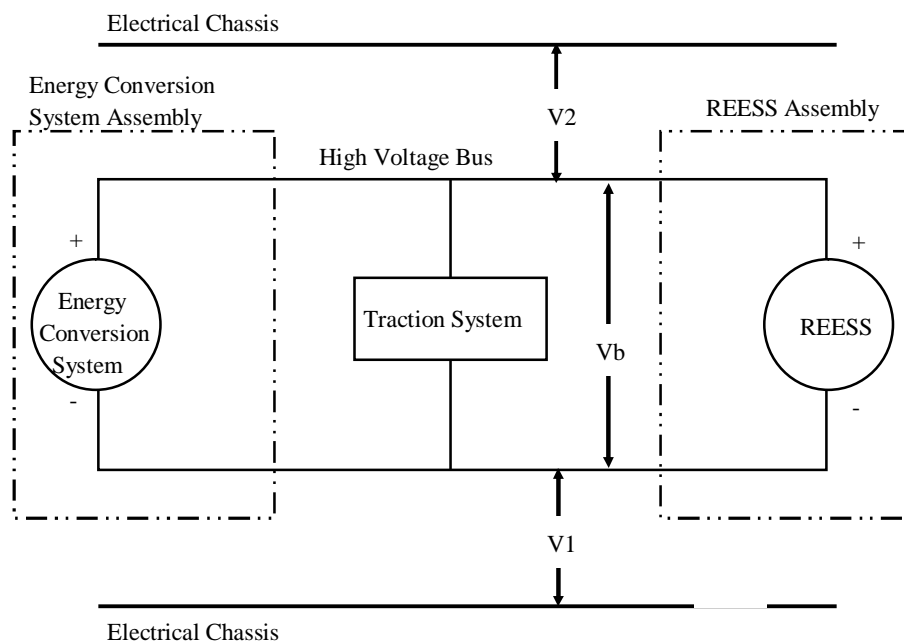 Electrical Chassis
Energy Conversion
System Assembly
V2
REESS Assembly
High Voltage Bus
+
+
Energy
Conversion
System
Traction System
REESS
Vb
-
-
V1
Electrical Chassis